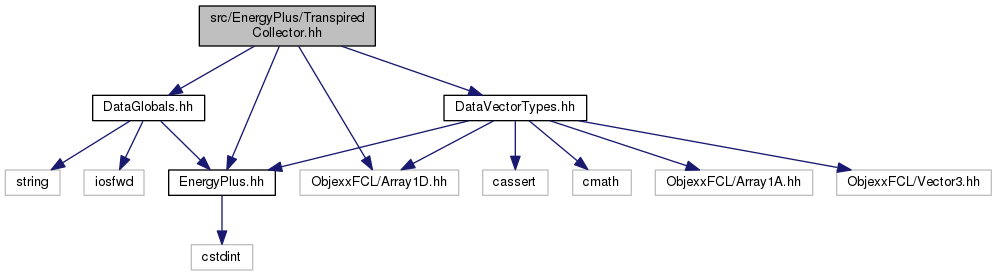 src/EnergyPlus/Transpired
Collector.hh
DataGlobals.hh
DataVectorTypes.hh
string
iosfwd
EnergyPlus.hh
ObjexxFCL/Array1D.hh
cassert
cmath
ObjexxFCL/Array1A.hh
ObjexxFCL/Vector3.hh
cstdint